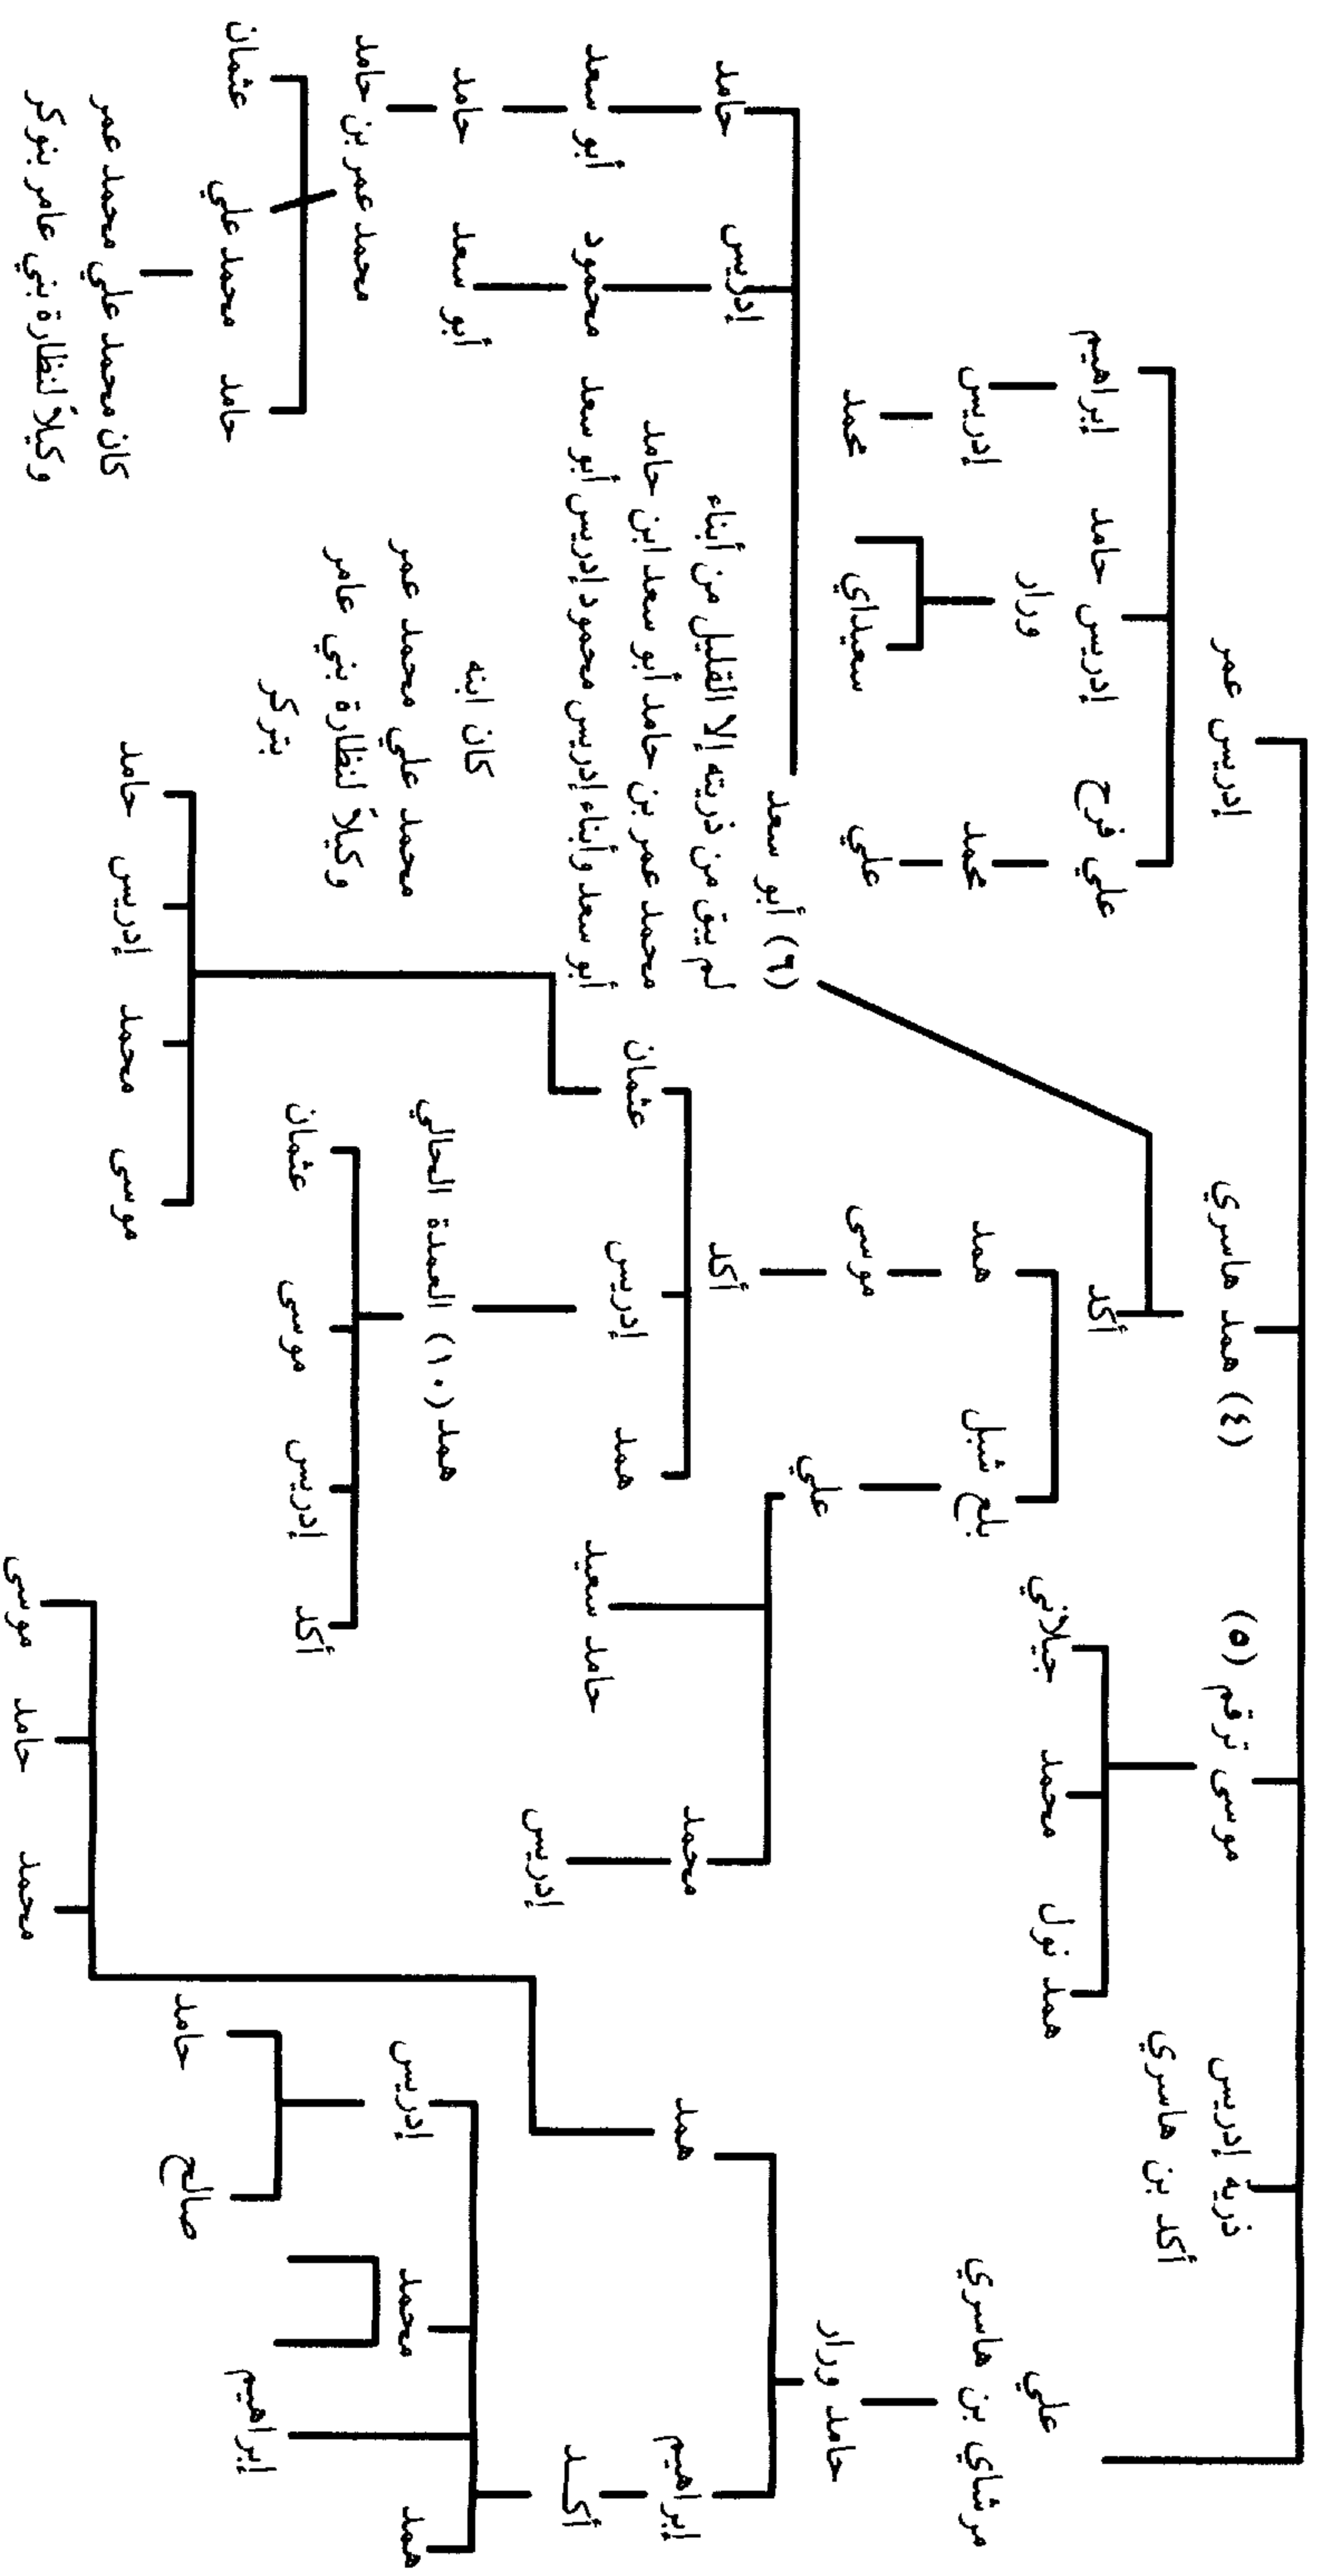 ذرية إدريس
أكد بن هاسري
موسى ترقم (٥)
همد هاسري (٤)
إدريس عمر
علي
مرشاي بن هاسري
حامد ورار
إبراهيم
همد
أكد
همد
إبراهيم
محمد
إدريس
صالح
حامد
محمد
حامد
موسى
همد نول
محمد
جيلاني
أكد
بلع شبل
همد
علي
موسى
محمد
حامد سعيد
إدريس
أكد
همد
إدريس
عثمان
همد (١٠) العمدة الحالي
أكد
إدريس
موسى
عثمان
موسى
محمد
إدريس
حامد
علي فرح
إدريس حامد
إبراهيم
محمد
ورار
إدريس
علي
سعيداي
محمد
(٦) أبو سعد
لم يبق من ذريته إلا القليل من أبناء
محمد عمر بن حامد أبو سعد ابن حامد
أبو سعد وأبناء إدريس محمود إدريس أبو سعد
إدريس
حامد
محمود
أبو سعد
أبو سعد
حامد
محمد عمر بن حامد
كان ابنه
محمد علي محمد عمر
وكيلاً لنظارة بني عامر
بتركر
حامد
محمد علي
عثمان
كان محمد علي محمد عمر
وكيلاً لنظارة بني عامر بنوكر